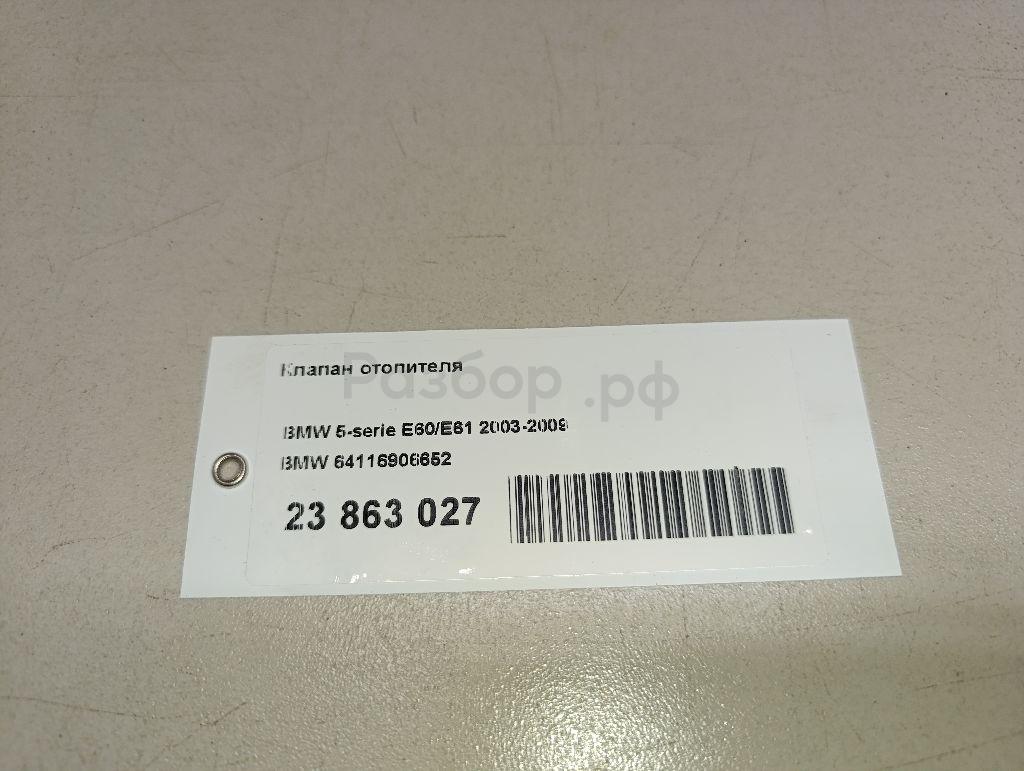 Клапан отопителя
Разбор.рф
BMW 5-serie E60/E61 2003-2009
BMW 64116906652
23 863 027